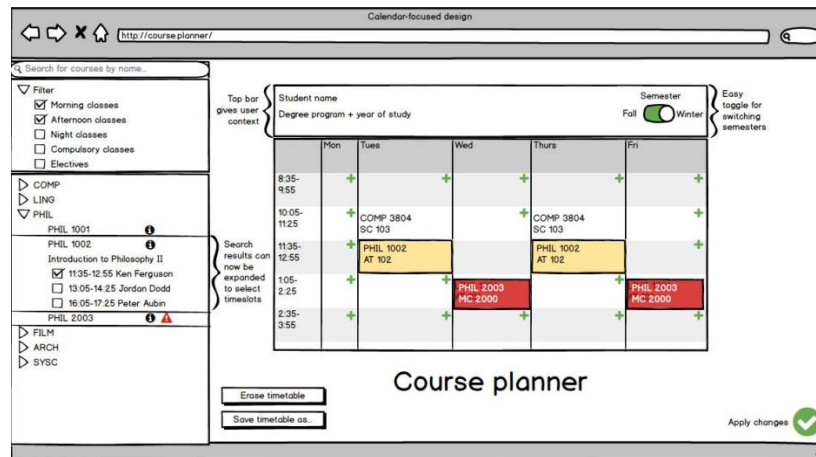 Calendar-focused design
http://course.planner/
Search for courses by name...
Filter
Morning classes
Afternoon classes
Night classes
Compulsory classes
Electives
COMP
LING
PHIL
PHIL 1001
PHIL 1002
Introduction to Philosophy II
11:35-12:55 Ken Ferguson
13:05-14:25 Jordan Dodd
16:05-17:25 Peter Aubin
PHIL 2003
FILM
ARCH
SYSC
Top bar
gives user
context
Student name
Degree program + year of study
Semester
Fall
Winter
Easy
toggle for
switching
semesters
Mon Tues Wed Thurs Fri
8:35-
9:55
10:05-
11:25
COMP 3804
SC 103
COMP 3804
SC 103
11:35-
12:55
PHIL 1002
AT 102
PHIL 1002
AT 102
1:05-
2:25
PHIL 2003
MC 2000
PHIL 2003
MC 2000
2:35-
3:55
Search
results can
now be
expanded
to select
timeslots
Course planner
Erase timetable
Save timetable as...
Apply changes